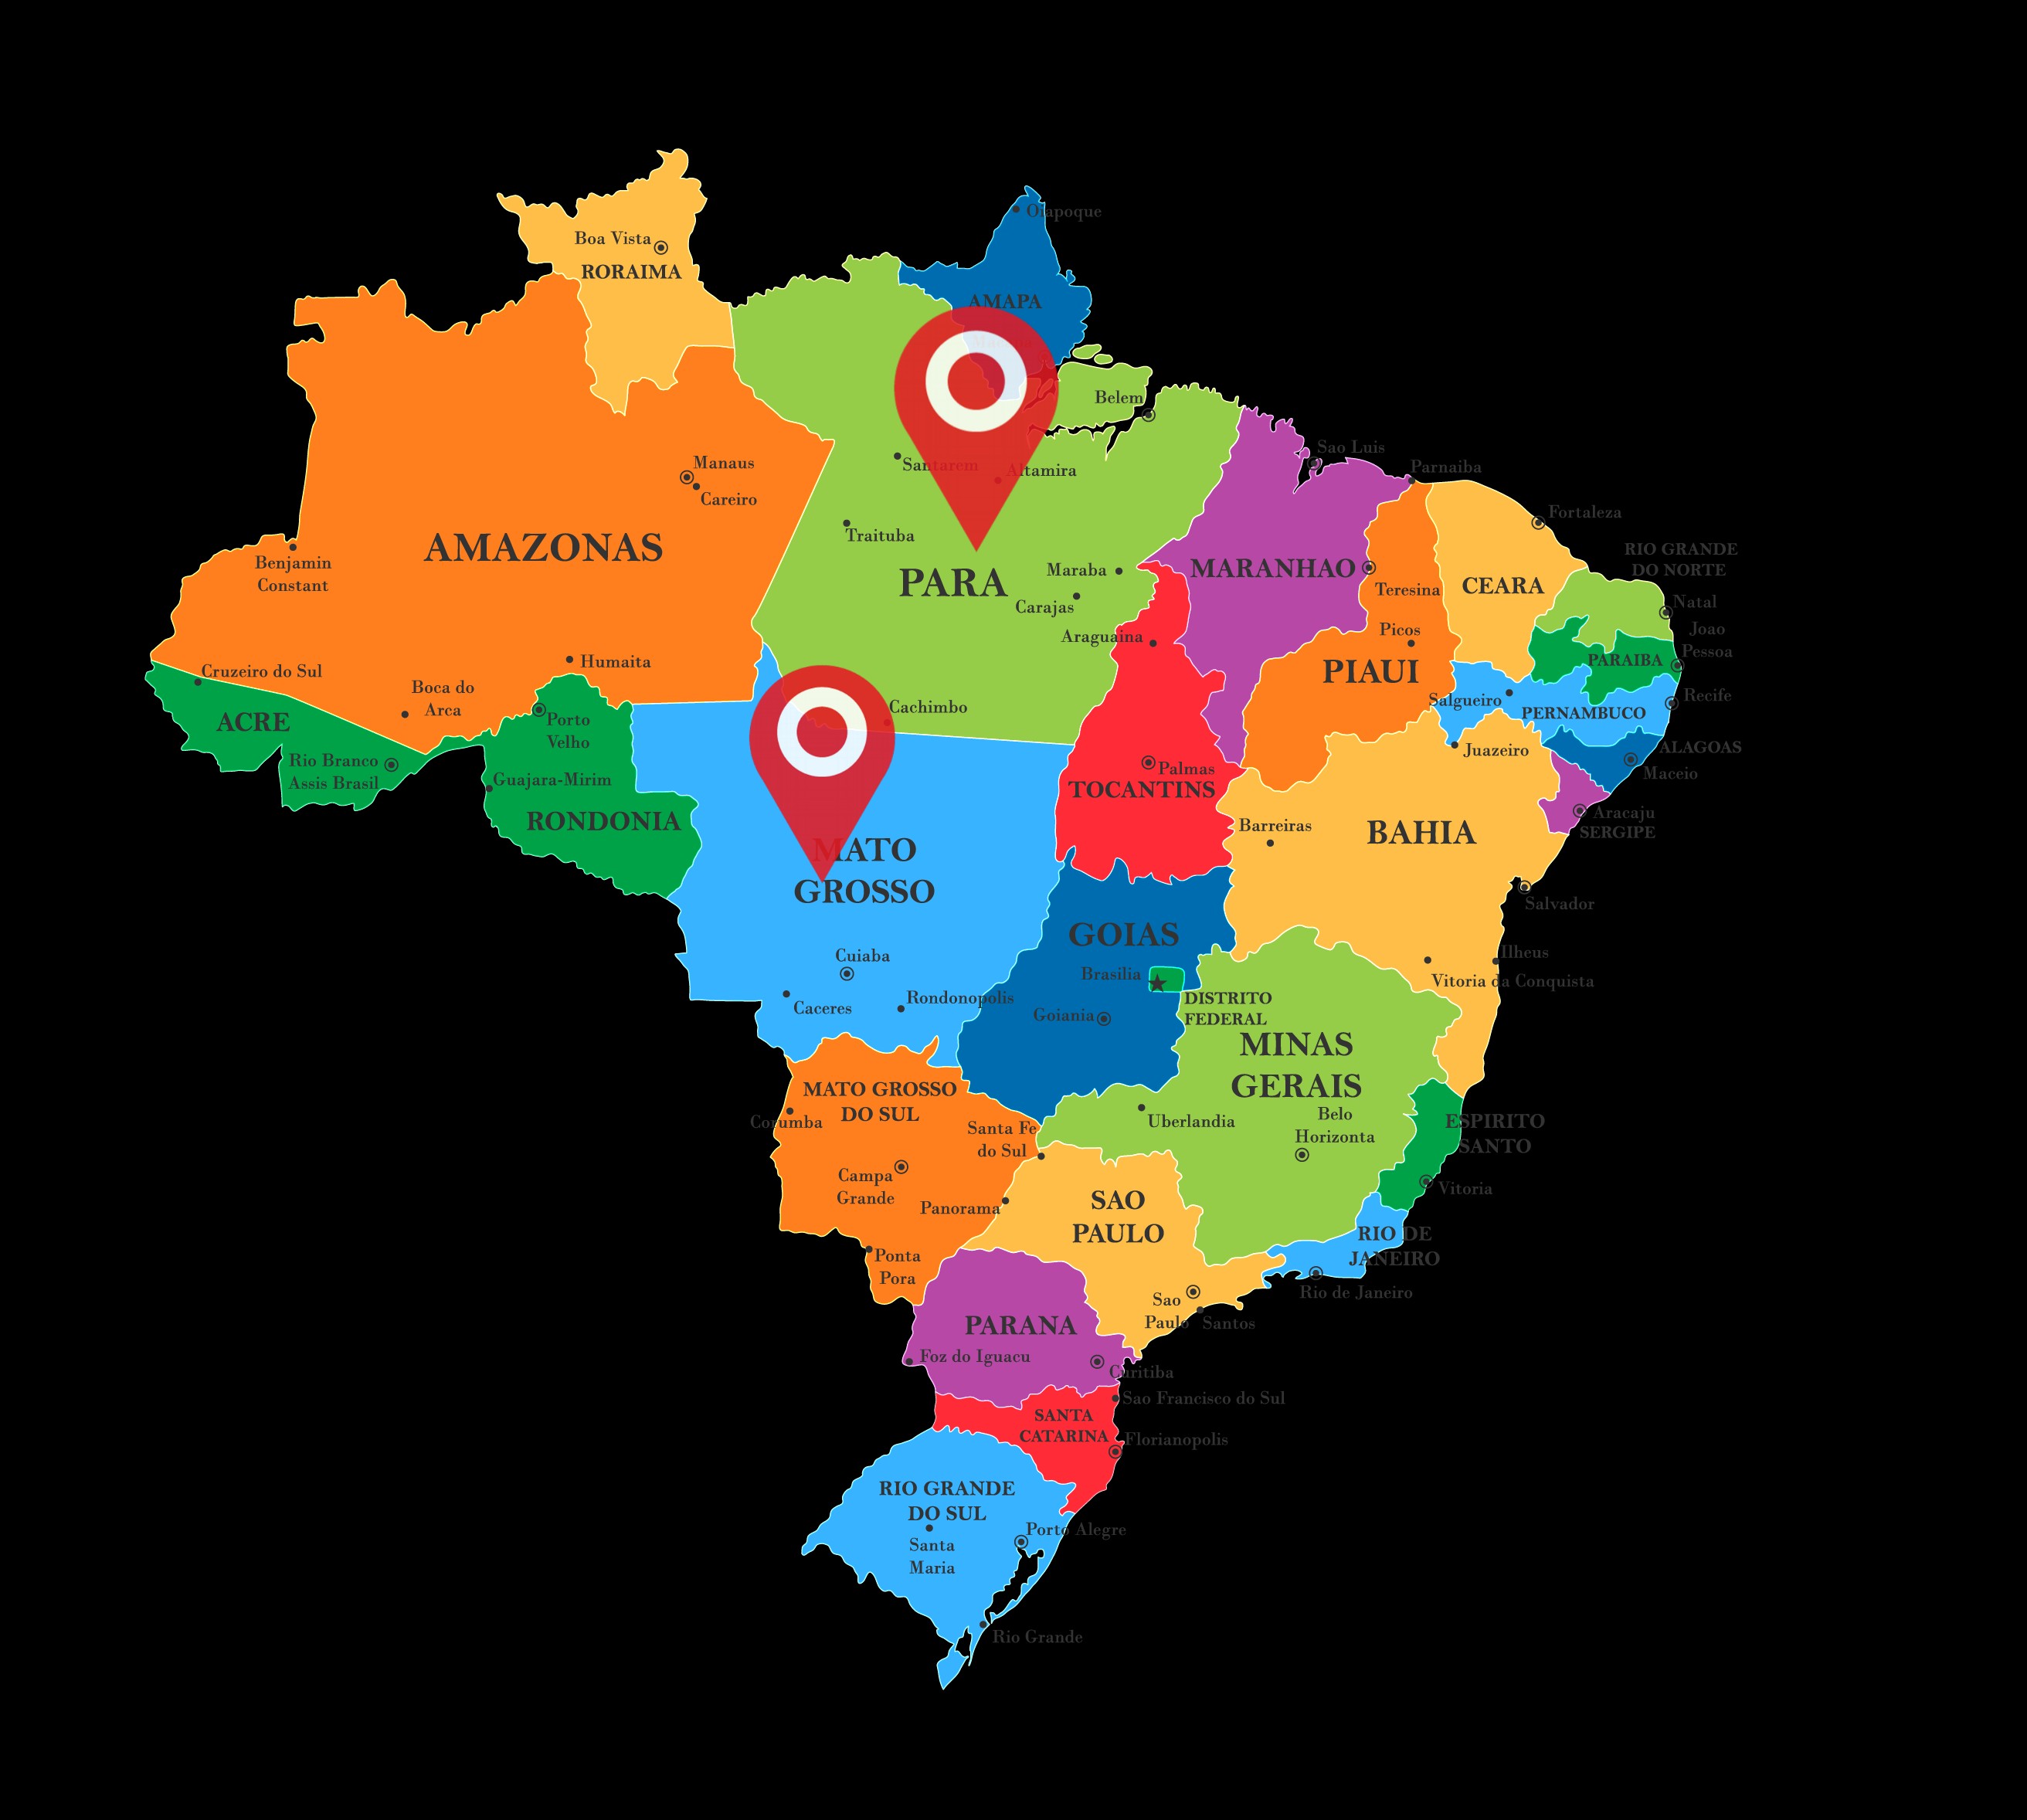 Boa Vista
RORAIMA
Oiapoque
AMAPA
Belem
Manaus
Careiro
Santarem
Altamira
Sao Luis
Parnaiba
Fortaleza
Traituba
AMAZONAS
Benjamin
Constant
PARA
Maraba
Carajas
Araguaina
MARANHAO
Teresina
Picos
PIAUI
CEARA
RIO GRANDE
DO NORTE
Natal
Joao
Pessoa
PARAIBA
Recife
Salgueiro
PERNAMBUCO
Juazeiro
ALAGOAS
Maceio
Aracaju
SERGIPE
Cruzeiro do Sul
ACRE
Boca do
Arca
Humaita
Porto
Velho
Rio Branco
Assis Brasil
Guajara-Mirim
RONDONIA
Cachimbo
MATO
GROSSO
Palmas
TOCANTINS
Barreiras
BAHIA
Salvador
Ilheus
Vitoria da Conquista
Cuiaba
Caceres
Rondonopolis
GOIAS
Brasilia
Goiania
DISTRITO
FEDERAL
MINAS
GERAIS
Belo
Horizonta
Uberlandia
ESPIRITO
SANTO
Vitoria
MATO GROSSO
DO SUL
Corumba
Santa Fe
do Sul
Campa
Grande
Panorama
Ponta
Pora
SAO
PAULO
Sao
Paulo
Santos
RIO DE
JANEIRO
Rio de Janeiro
PARANA
Foz do Iguacu
Curitiba
Sao Francisco do Sul
SANTA
CATARINA
Florianopolis
RIO GRANDE
DO SUL
Santa
Maria
Porto Alegre
Rio Grande